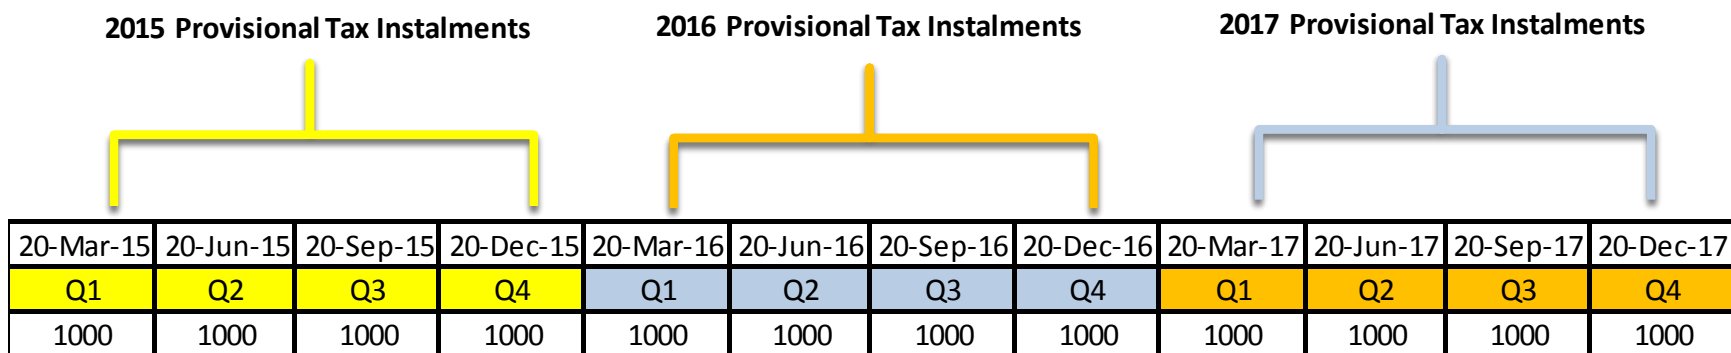 2015 Provisional Tax Instalments 2016 Provisional Tax Instalments 2017 Provisional Tax Instalments
20-Mar-15 20-Jun-15 20-Sep-15 20-Dec-15 20-Mar-16 20-Jun-16 20-Sep-16 20-Dec-16 20-Mar-17 20-Jun-17 20-Sep-17 20-Dec-17
Q1 Q2 Q3 Q4 Q1 Q2 Q3 Q4 Q1 Q2 Q3 Q4
1000 1000 1000 1000 1000 1000 1000 1000 1000 1000 1000 1000